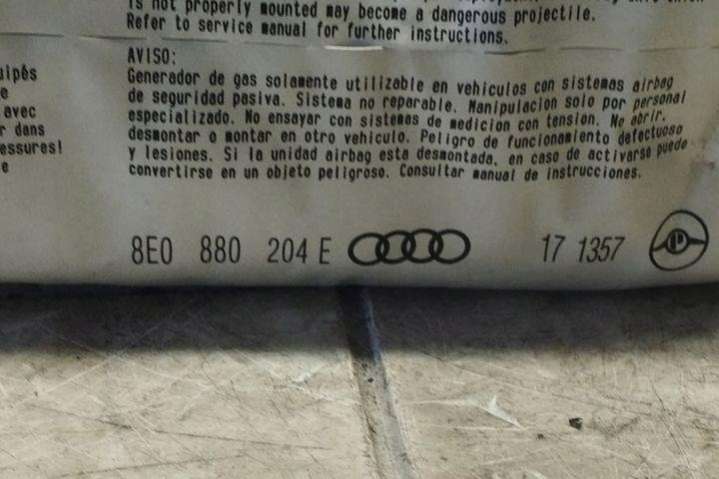 is not properly mounted may become a dangerous projectile.
Refer to service manual for further instructions.
AVISO:
Generador de gas solamente utilizable en vehiculos con sistemas airbag
de seguridad pasiva. Sistema no reparable. Manipulacion solo por personal
especializado. No ensayar con sistemas de medicion con tension. No abrir.
desmontar o montar en otro vehiculo. Peligro de funcionamiento defectuoso
y lesiones. Si la unidad airbag esta desmontada, en caso de activarse puede
convertirse en un objeto peligroso. Consultar manual de instrucciones.
uipés
e
avec
r dans
essures!
e
8E0 880 204 E 17 1357 P